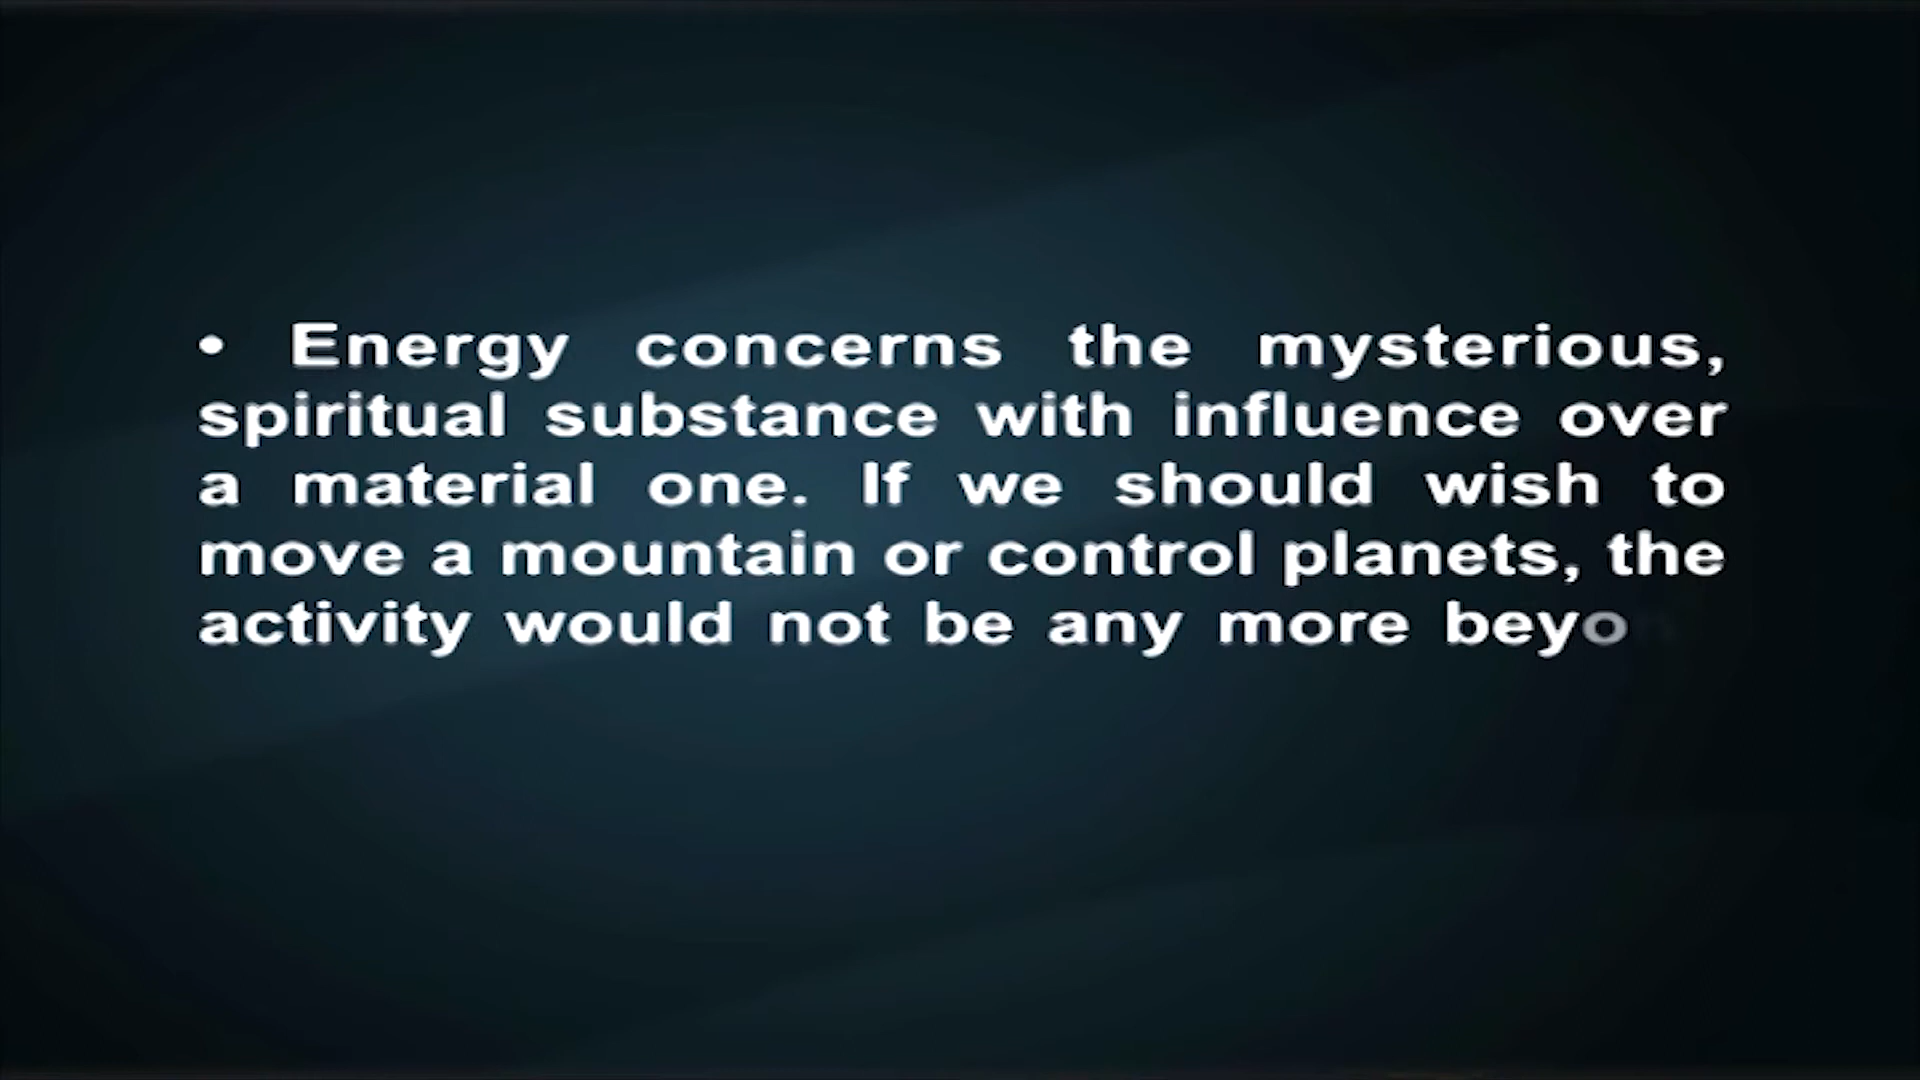 • Energy concerns the mysterious,
spiritual substance with influence over
a material one. If we should wish to
move a mountain or control planets, the
activity would not be any more beyo